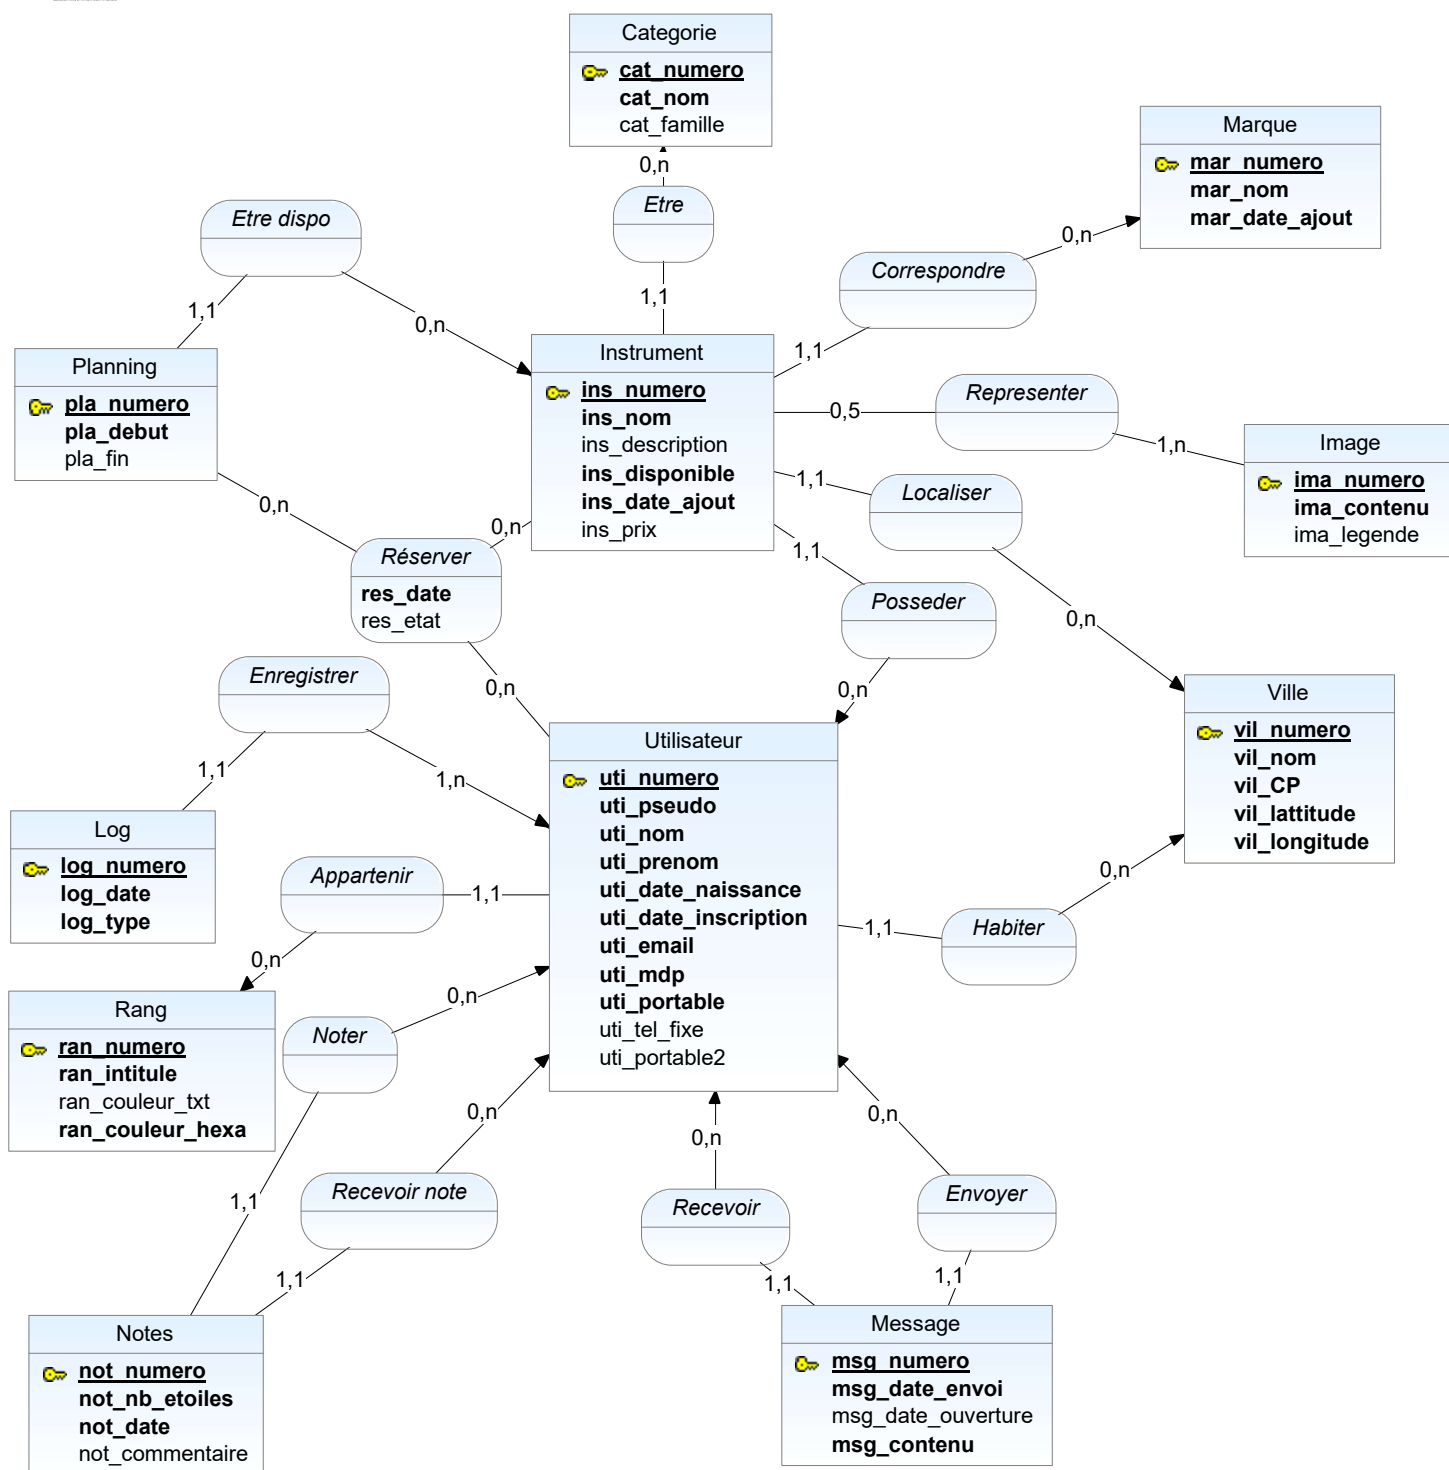 Categorie
cat_numero
cat_nom
cat_famille
0,n
Etre
1,1
Marque
mar_numero
mar_nom
mar_date_ajout
0,n
Correspondre
1,1
Etre dispo
1,1
0,n
Planning
pla_numero
pla_debut
pla_fin
Instrument
ins_numero
ins_nom
ins_description
ins_disponible
ins_date_ajout
ins_prix
0,5
Representer
1,n
Image
ima_numero
ima_contenu
ima_legende
1,1
Localiser
0,n
1,1
Posseder
0,n
0,n
0,n
Réserver
res_date
res_etat
0,n
Enregistrer
1,1
1,n
Log
log_numero
log_date
log_type
Utilisateur
uti_numero
uti_pseudo
uti_nom
uti_prenom
uti_date_naissance
uti_date_inscription
uti_email
uti_mdp
uti_portable
uti_tel_fixe
uti_portable2
Ville
vil_numero
vil_nom
vil_CP
vil_lattitude
vil_longitude
0,n
Habiter
1,1
Appartenir
1,1
0,n
Rang
ran_numero
ran_intitule
ran_couleur_txt
ran_couleur_hexa
Noter
0,n
1,1
Recevoir note
0,n
1,1
Recevoir
0,n
1,1
Envoyer
0,n
1,1
Notes
not_numero
not_nb_etoiles
not_date
not_commentaire
Message
msg_numero
msg_date_envoi
msg_date_ouverture
msg_contenu